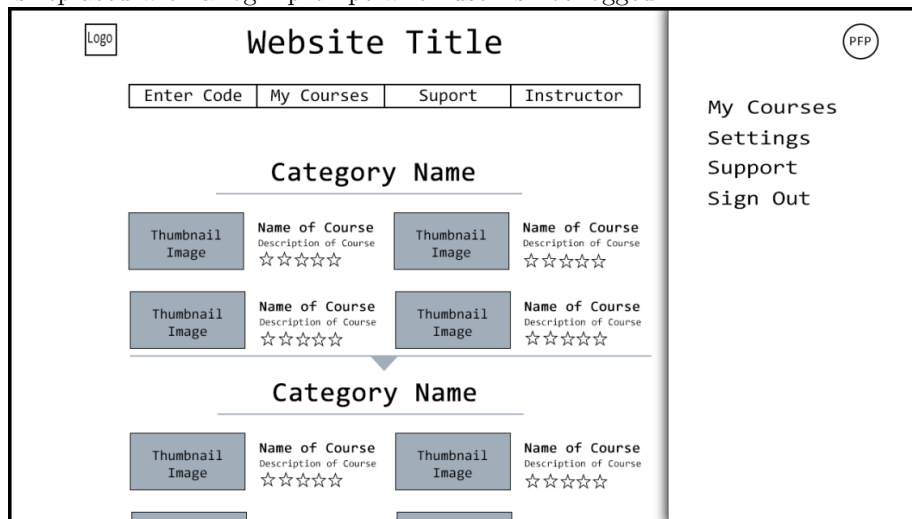 Logo
Website Title
PFP
Enter Code
My Courses
Suport
Instructor
My Courses
Settings
Support
Sign Out
Category Name
Thumbnail
Image
Name of Course
Description of Course
Thumbnail
Image
Name of Course
Description of Course
Thumbnail
Image
Name of Course
Description of Course
Thumbnail
Image
Name of Course
Description of Course
Category Name
Thumbnail
Image
Name of Course
Description of Course
Thumbnail
Image
Name of Course
Description of Course